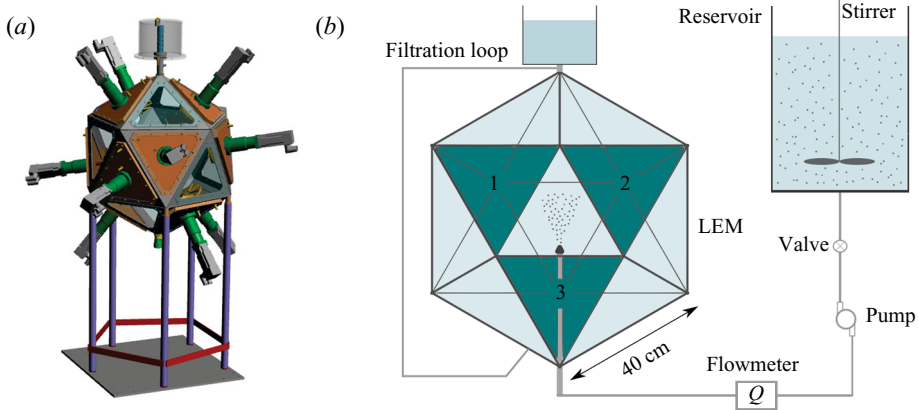 (a)
(b)
Filtration loop
Reservoir
Stirrer
1
2
3
LEM
Valve
Pump
40 cm
Flowmeter
Q